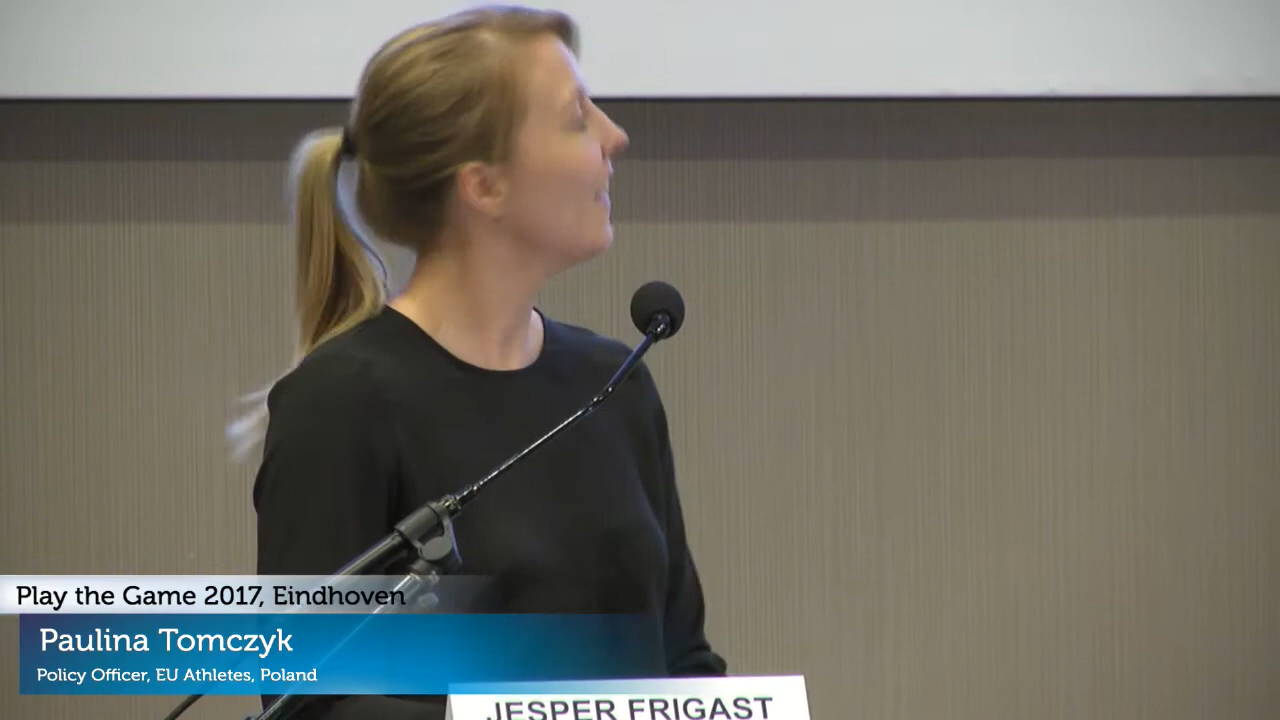 Play the Game 2017, Eindhoven
Paulina Tomczyk
Policy Officer, EU Athletes, Poland
JESPER FRIGAST